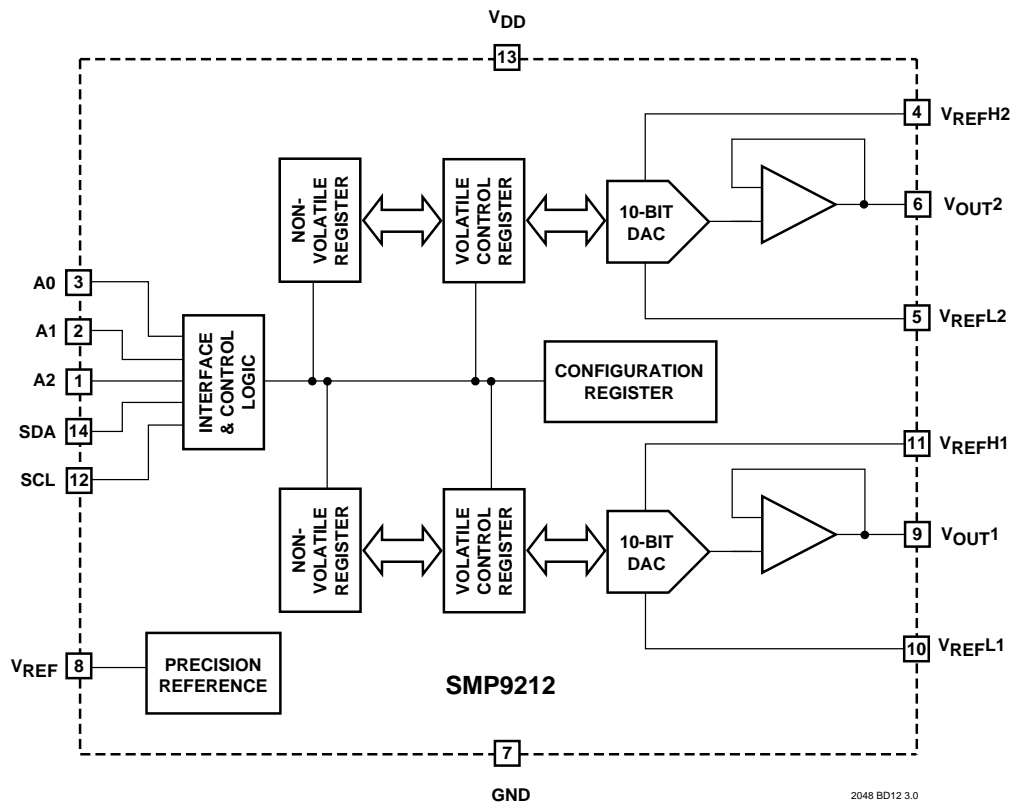 VDD
13
4 VREFH2
NON-
VOLATILE
REGISTER
VOLATILE
CONTROL
REGISTER
10-BIT
DAC
6 VOUT2
A0 3
5 VREFL2
A1 2
A2 1
SDA 14
SCL 12
INTERFACE
& CONTROL
LOGIC
CONFIGURATION
REGISTER
11 VREFH1
NON-
VOLATILE
REGISTER
VOLATILE
CONTROL
REGISTER
10-BIT
DAC
9 VOUT1
10 VREFL1
VREF 8
PRECISION
REFERENCE
SMP9212
7
GND
2048 BD12 3.0